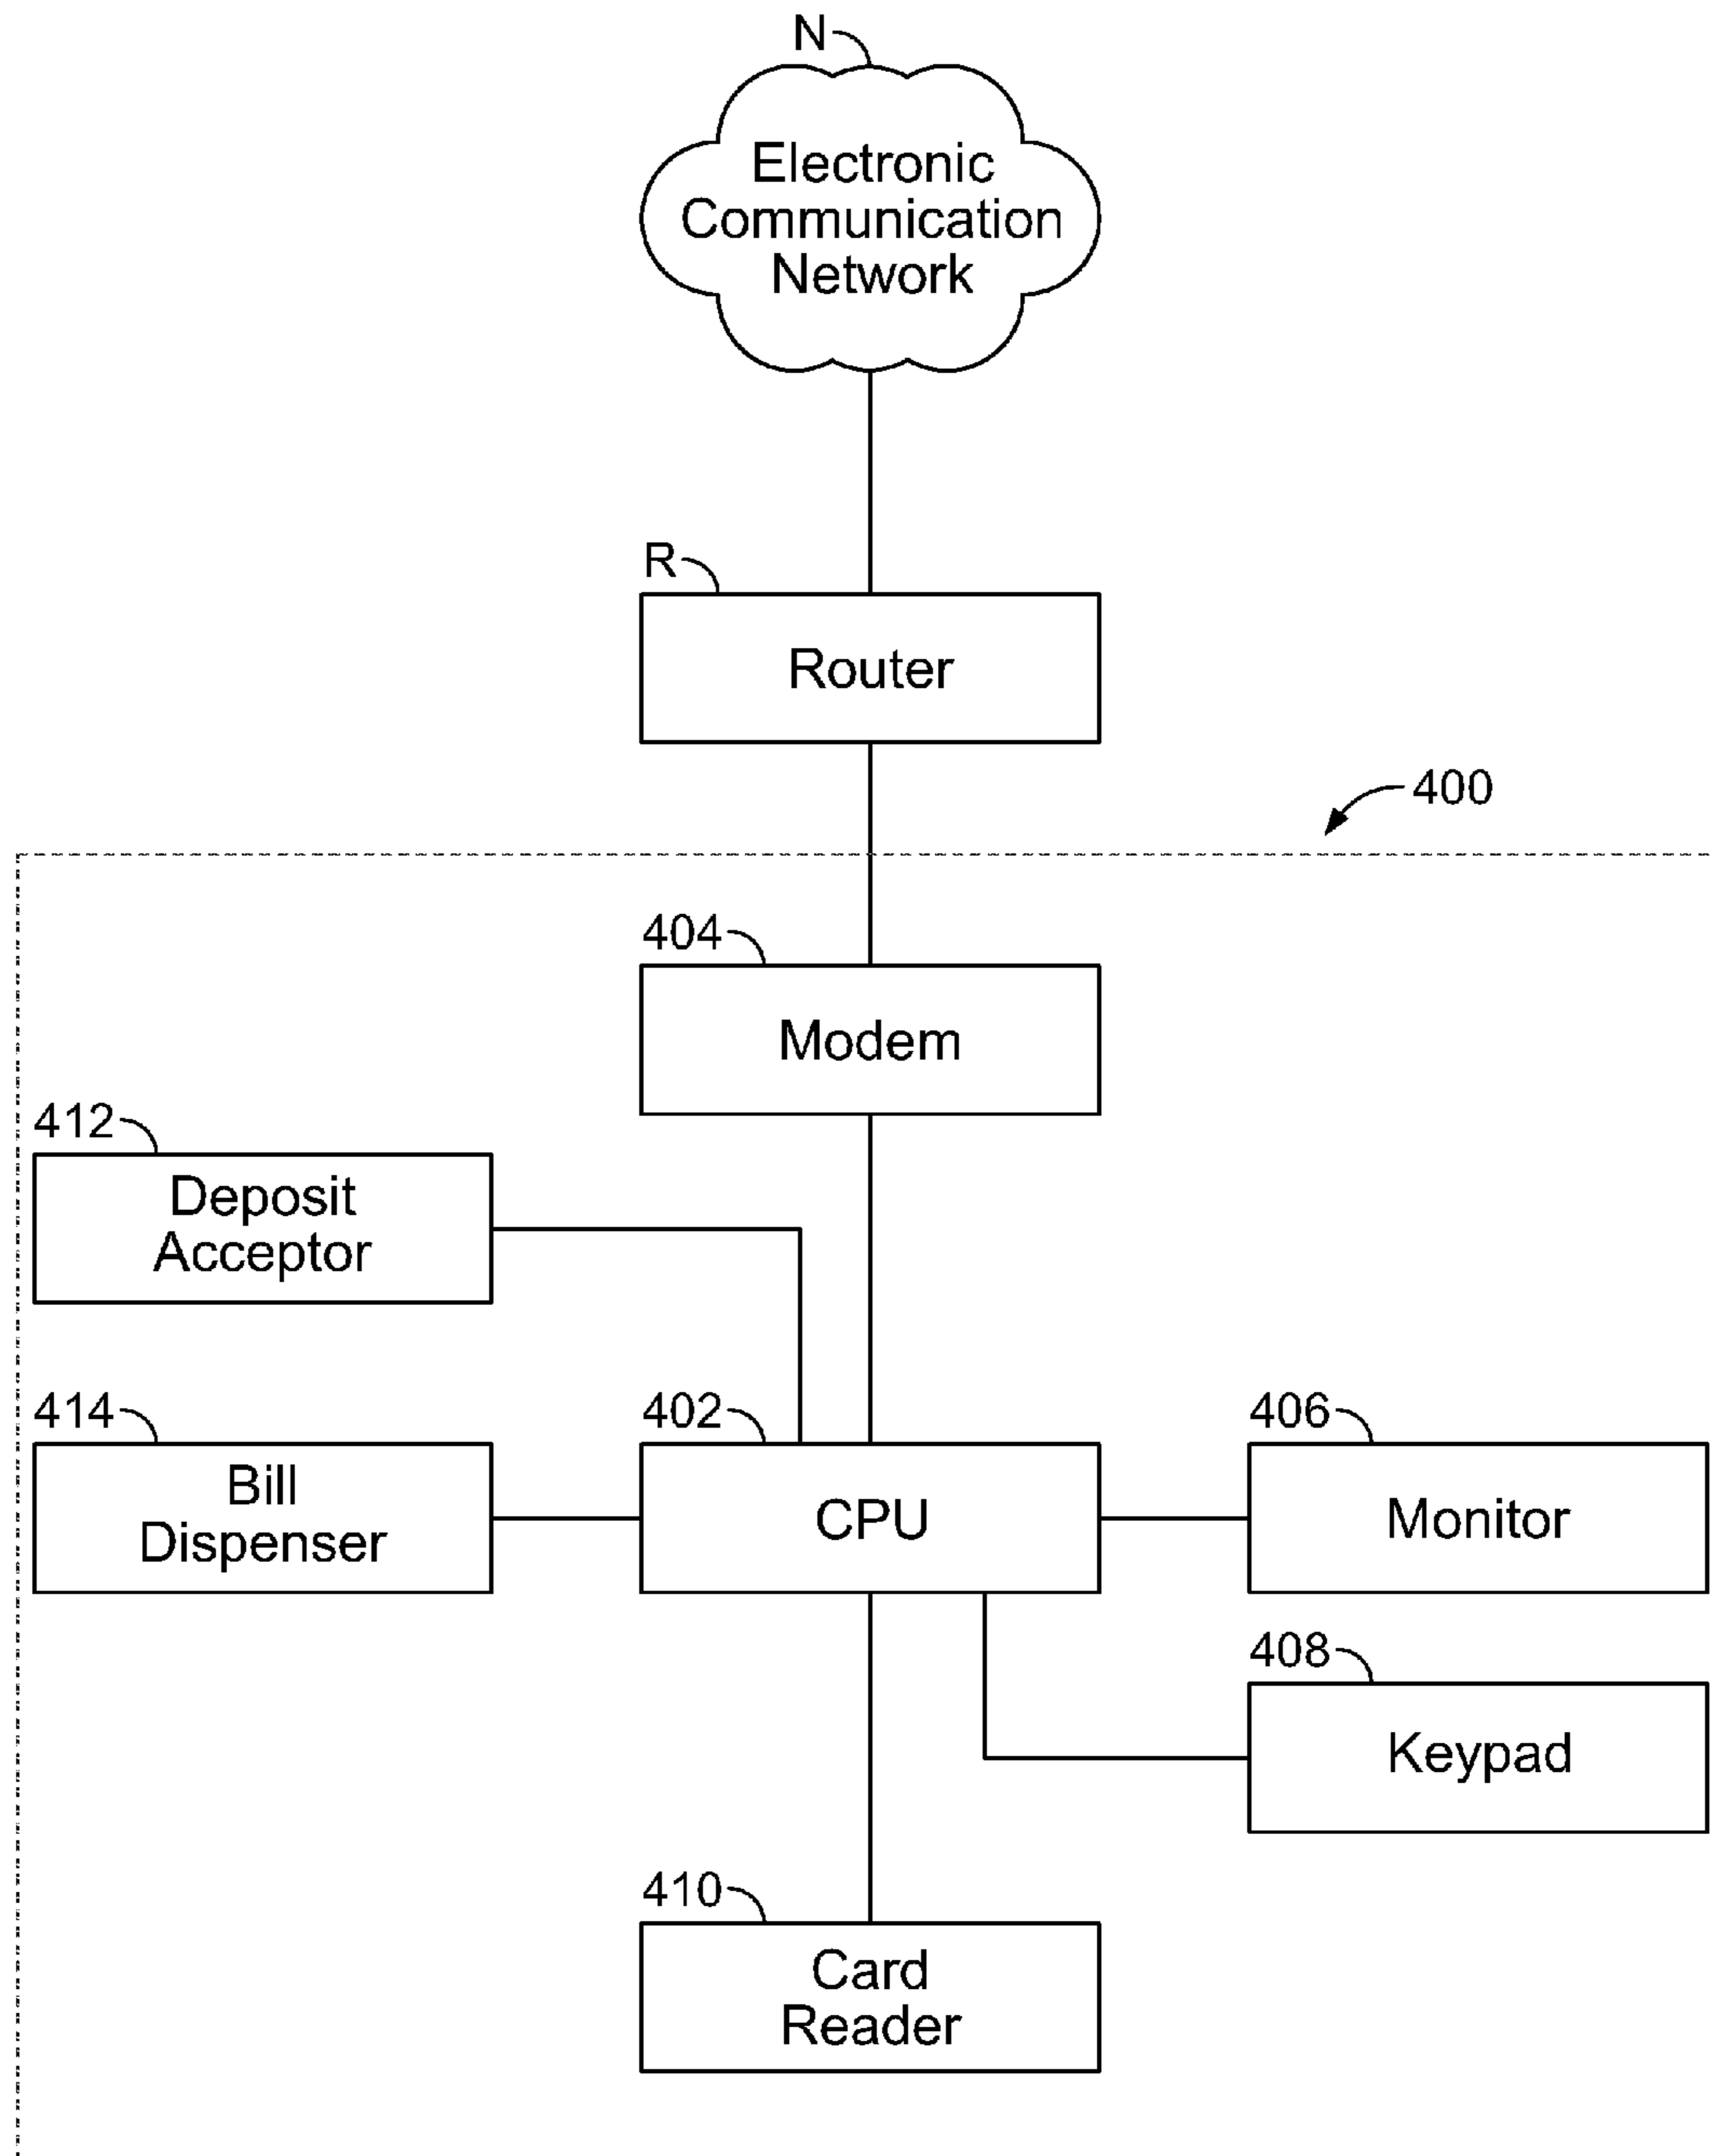 N
Electronic
Communication
Network
R
Router
400
404
Modem
412
Deposit
Acceptor
414
Bill
Dispenser
402
CPU
406
Monitor
408
Keypad
410
Card
Reader